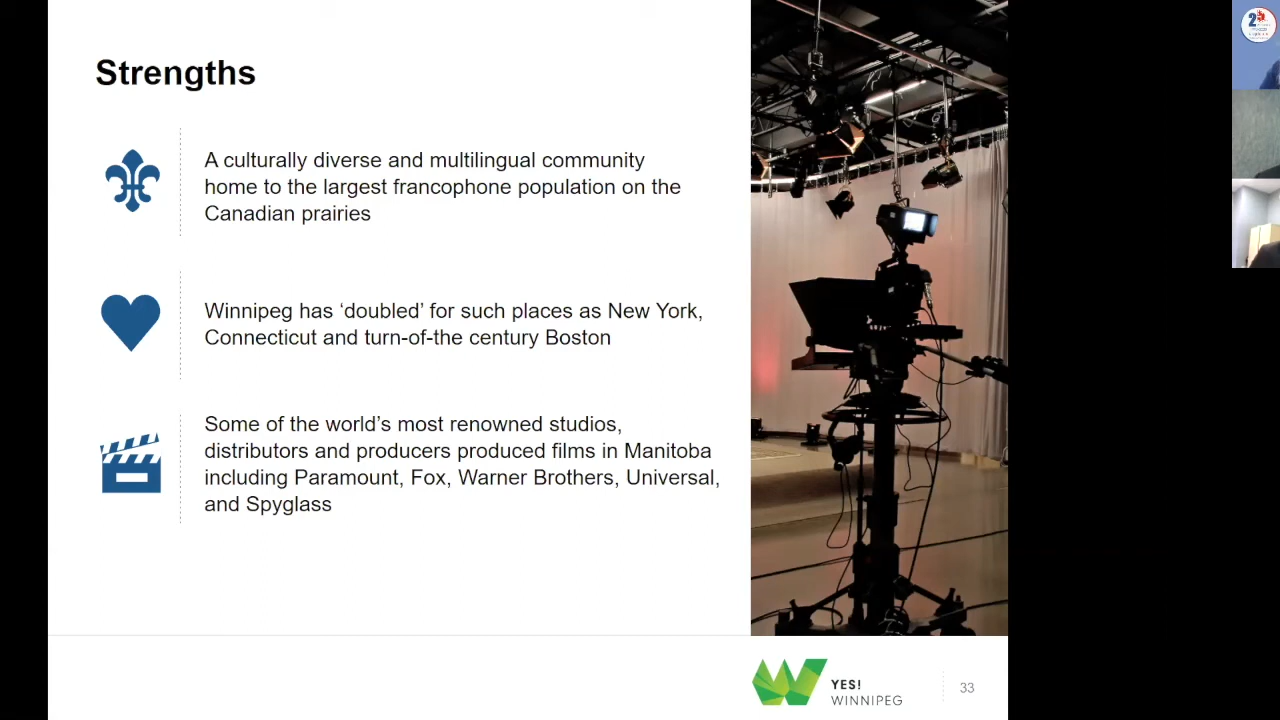 Strengths
A culturally diverse and multilingual community
home to the largest francophone population on the
Canadian prairies
Winnipeg has ‘doubled’ for such places as New York,
Connecticut and turn-of-the century Boston
Some of the world’s most renowned studios,
distributors and producers produced films in Manitoba
including Paramount, Fox, Warner Brothers, Universal,
and Spyglass
YES!
WINNIPEG
33